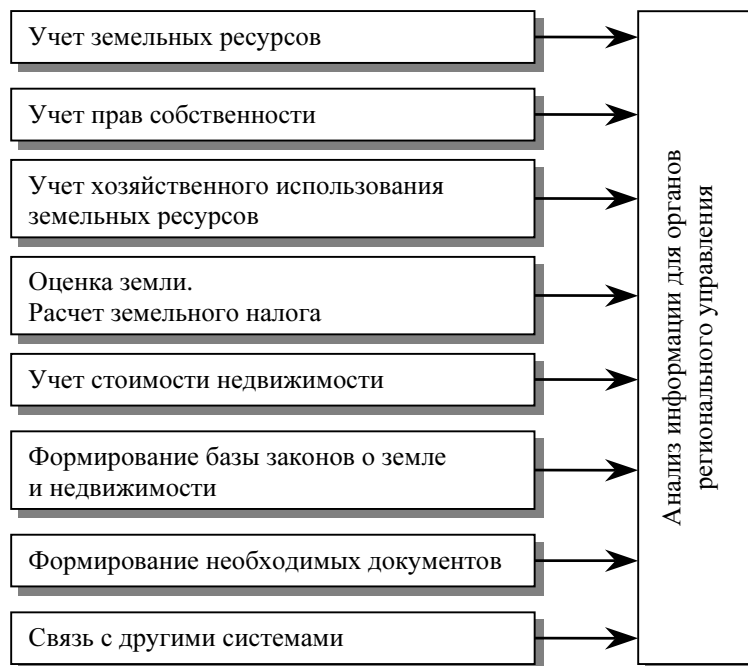 Учет земельных ресурсов
Учет прав собственности
Учет хозяйственного использования
земельных ресурсов
Оценка земли.
Расчет земельного налога
Учет стоимости недвижимости
Формирование базы законов о земле
и недвижимости
Формирование необходимых документов
Связь с другими системами
Анализ информации для органов
регионального управления